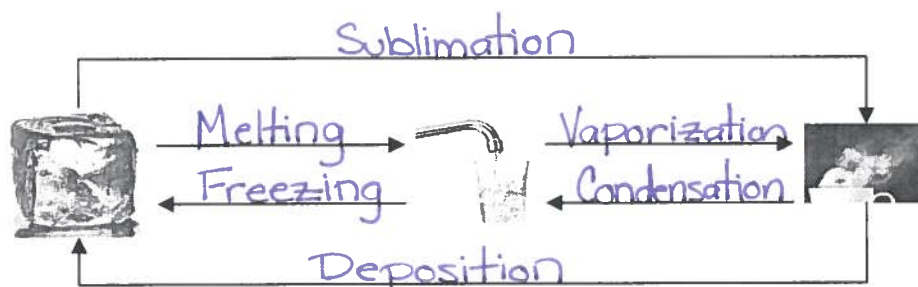 Sublimation
Melting
Vaporization
Freezing
Condensation
Deposition